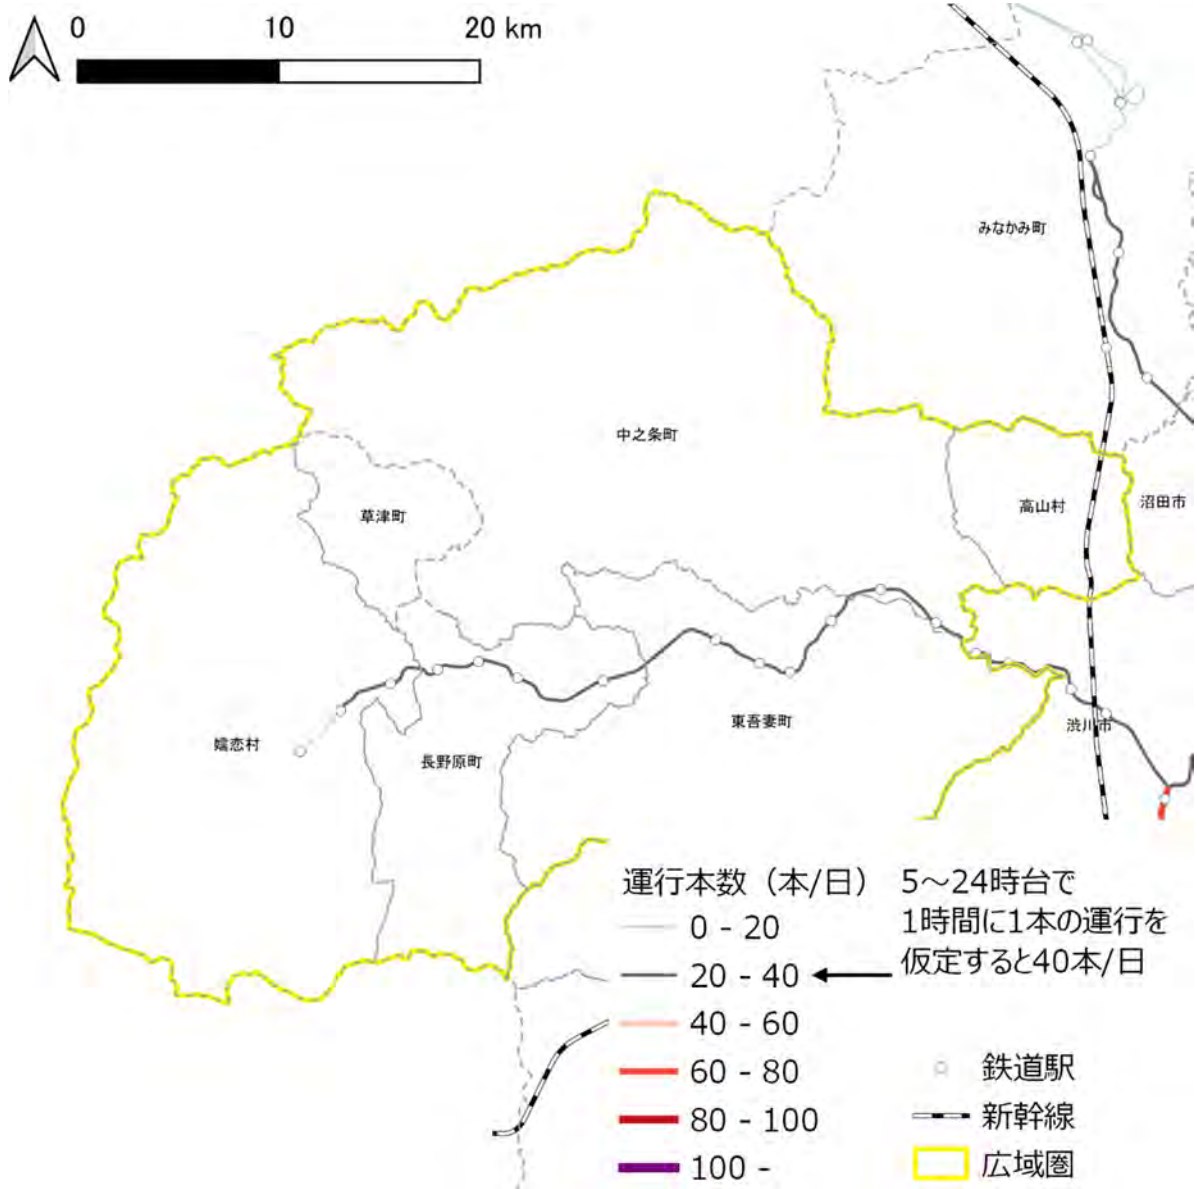 0 10 20 km
みなかみ町
中之条町
草津町
高山村
沼田市
嬬恋村
長野原町
東吾妻町
渋川市
運行本数（本/日）
0 - 20
20 - 40
40 - 60
60 - 80
80 - 100
100 -
5～24時台で
1時間に1本の運行を
仮定すると40本/日
鉄道駅
新幹線
広域圏